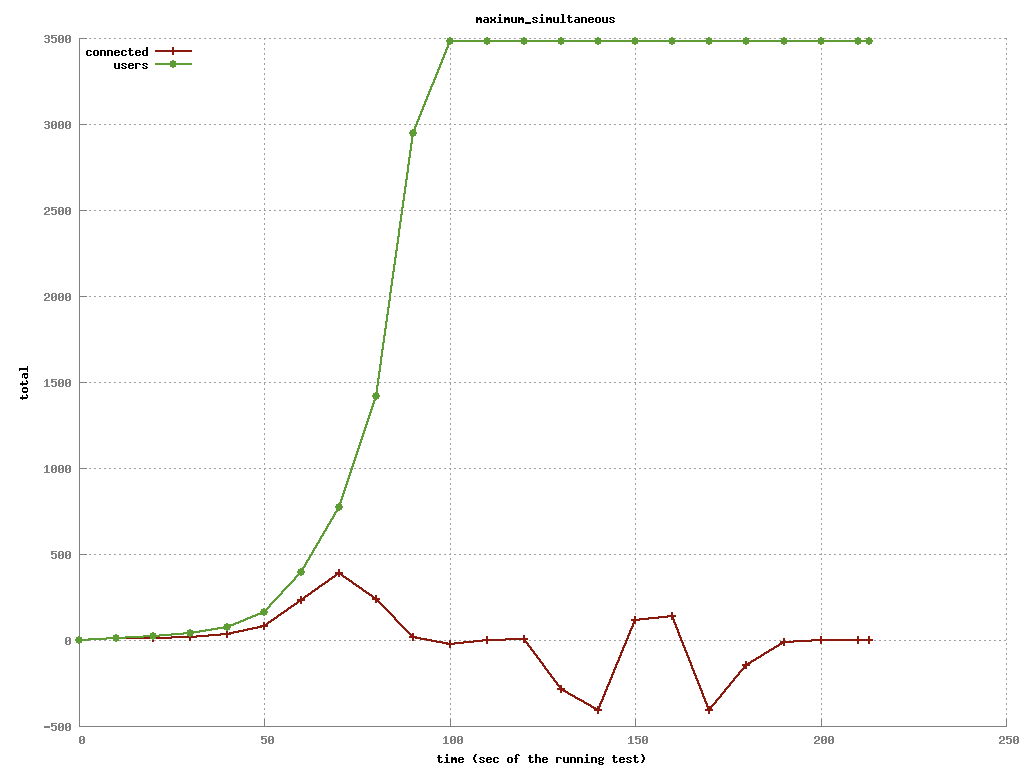 maximum_simultaneous
3500
connected
users
3000
2500
2000
1500
total
1000
500
0
-500
0 50 100 150 200 250
time (sec of the running test)